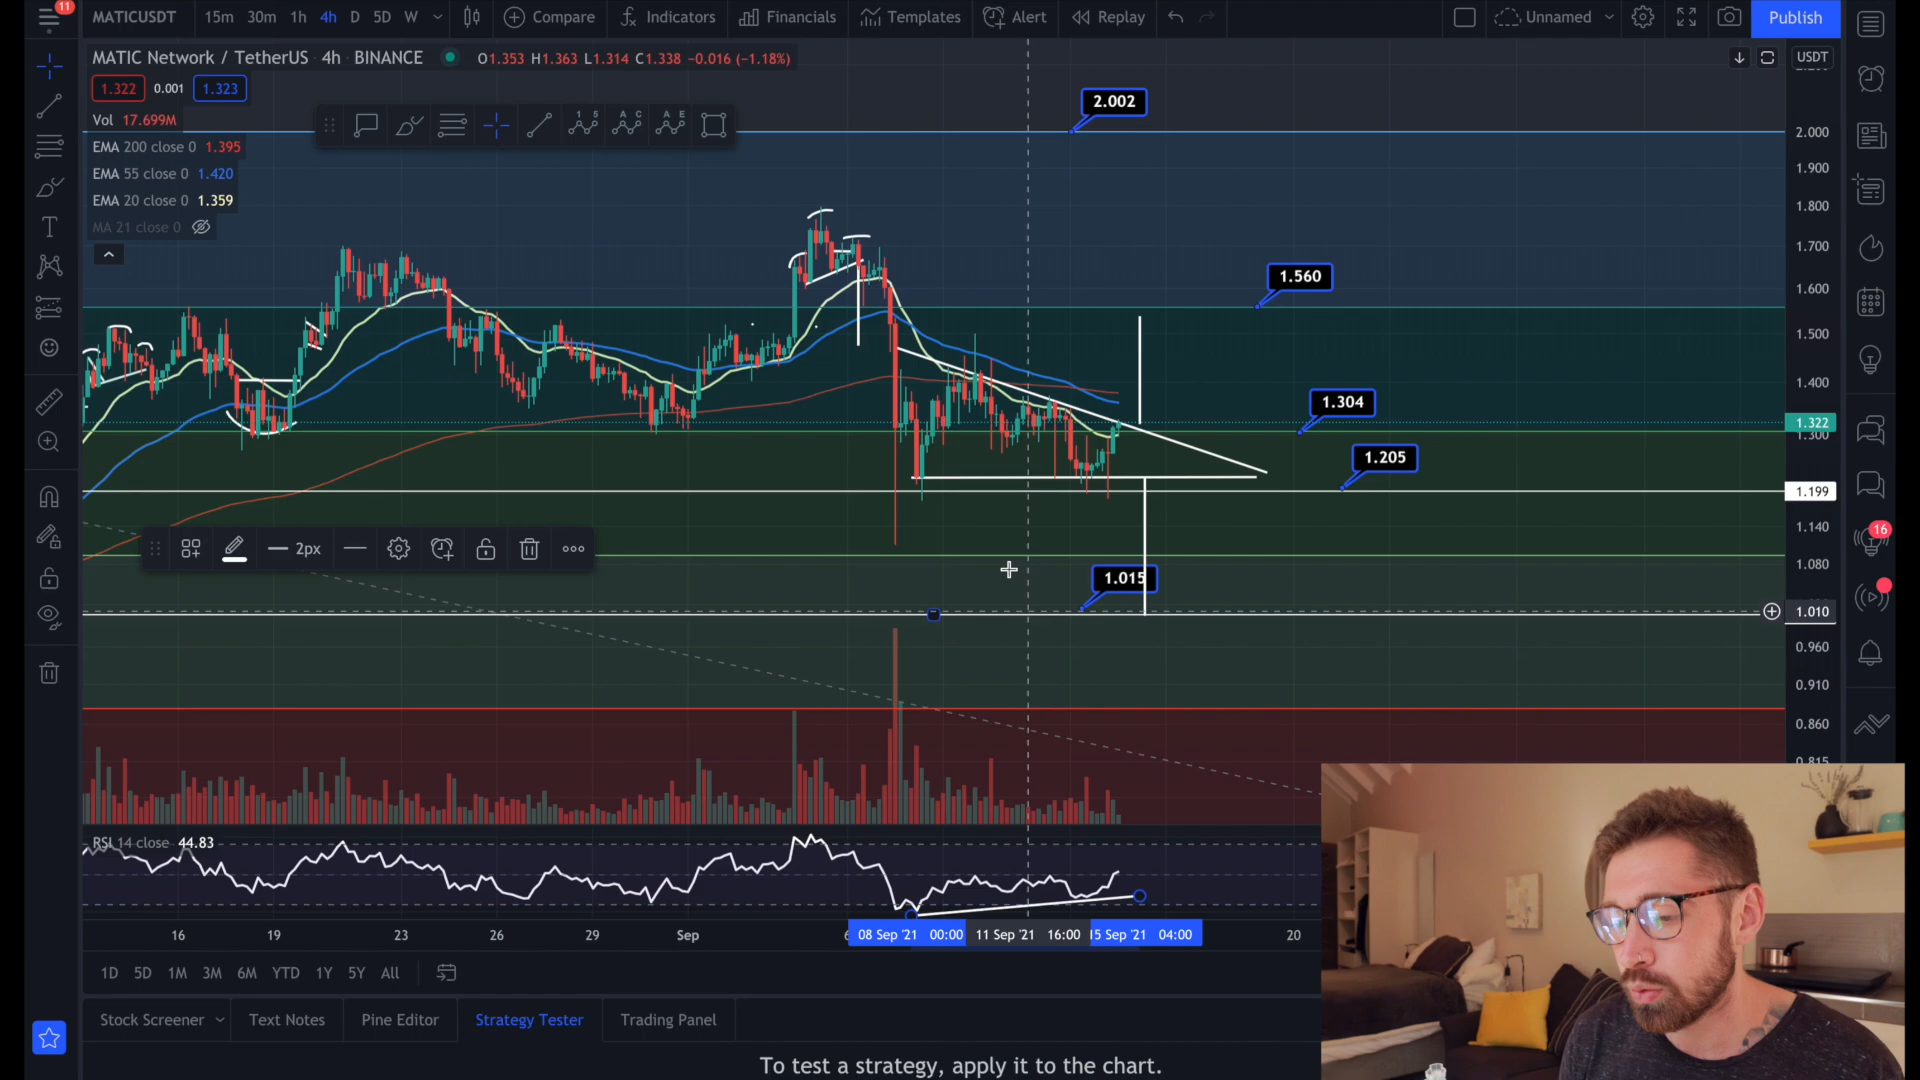 11
MATICUSDT 15m 30m 1h 4h D 5D W Compare Indicators Financials Templates Alert Replay Unnamed Publish
MATIC Network / TetherUS · 4h · BINANCE O1.353 H1.363 L1.314 C1.338 -0.016 (-1.18%) USDT
1.322 0.001 1.323
Vol 17.699M
EMA 200 close 0 1.395
EMA 55 close 0 1.420
EMA 20 close 0 1.359
MA 21 close 0
1 5
A C
A E
2.002
2.000
1.900
1.800
1.700
1.560
1.600
1.500
1.400
1.304
1.322
1.300
1.205
1.199
1.140
2px
1.080
1.015
1.010
0.960
0.910
0.860
0.815
16
RSI 14 close 44.83
16 19 23 26 29 Sep 6 08 Sep '21 00:00 11 Sep '21 16:00 15 Sep '21 04:00 20
1D 5D 1M 3M 6M YTD 1Y 5Y All
Stock Screener Text Notes Pine Editor Strategy Tester Trading Panel
To test a strategy, apply it to the chart.